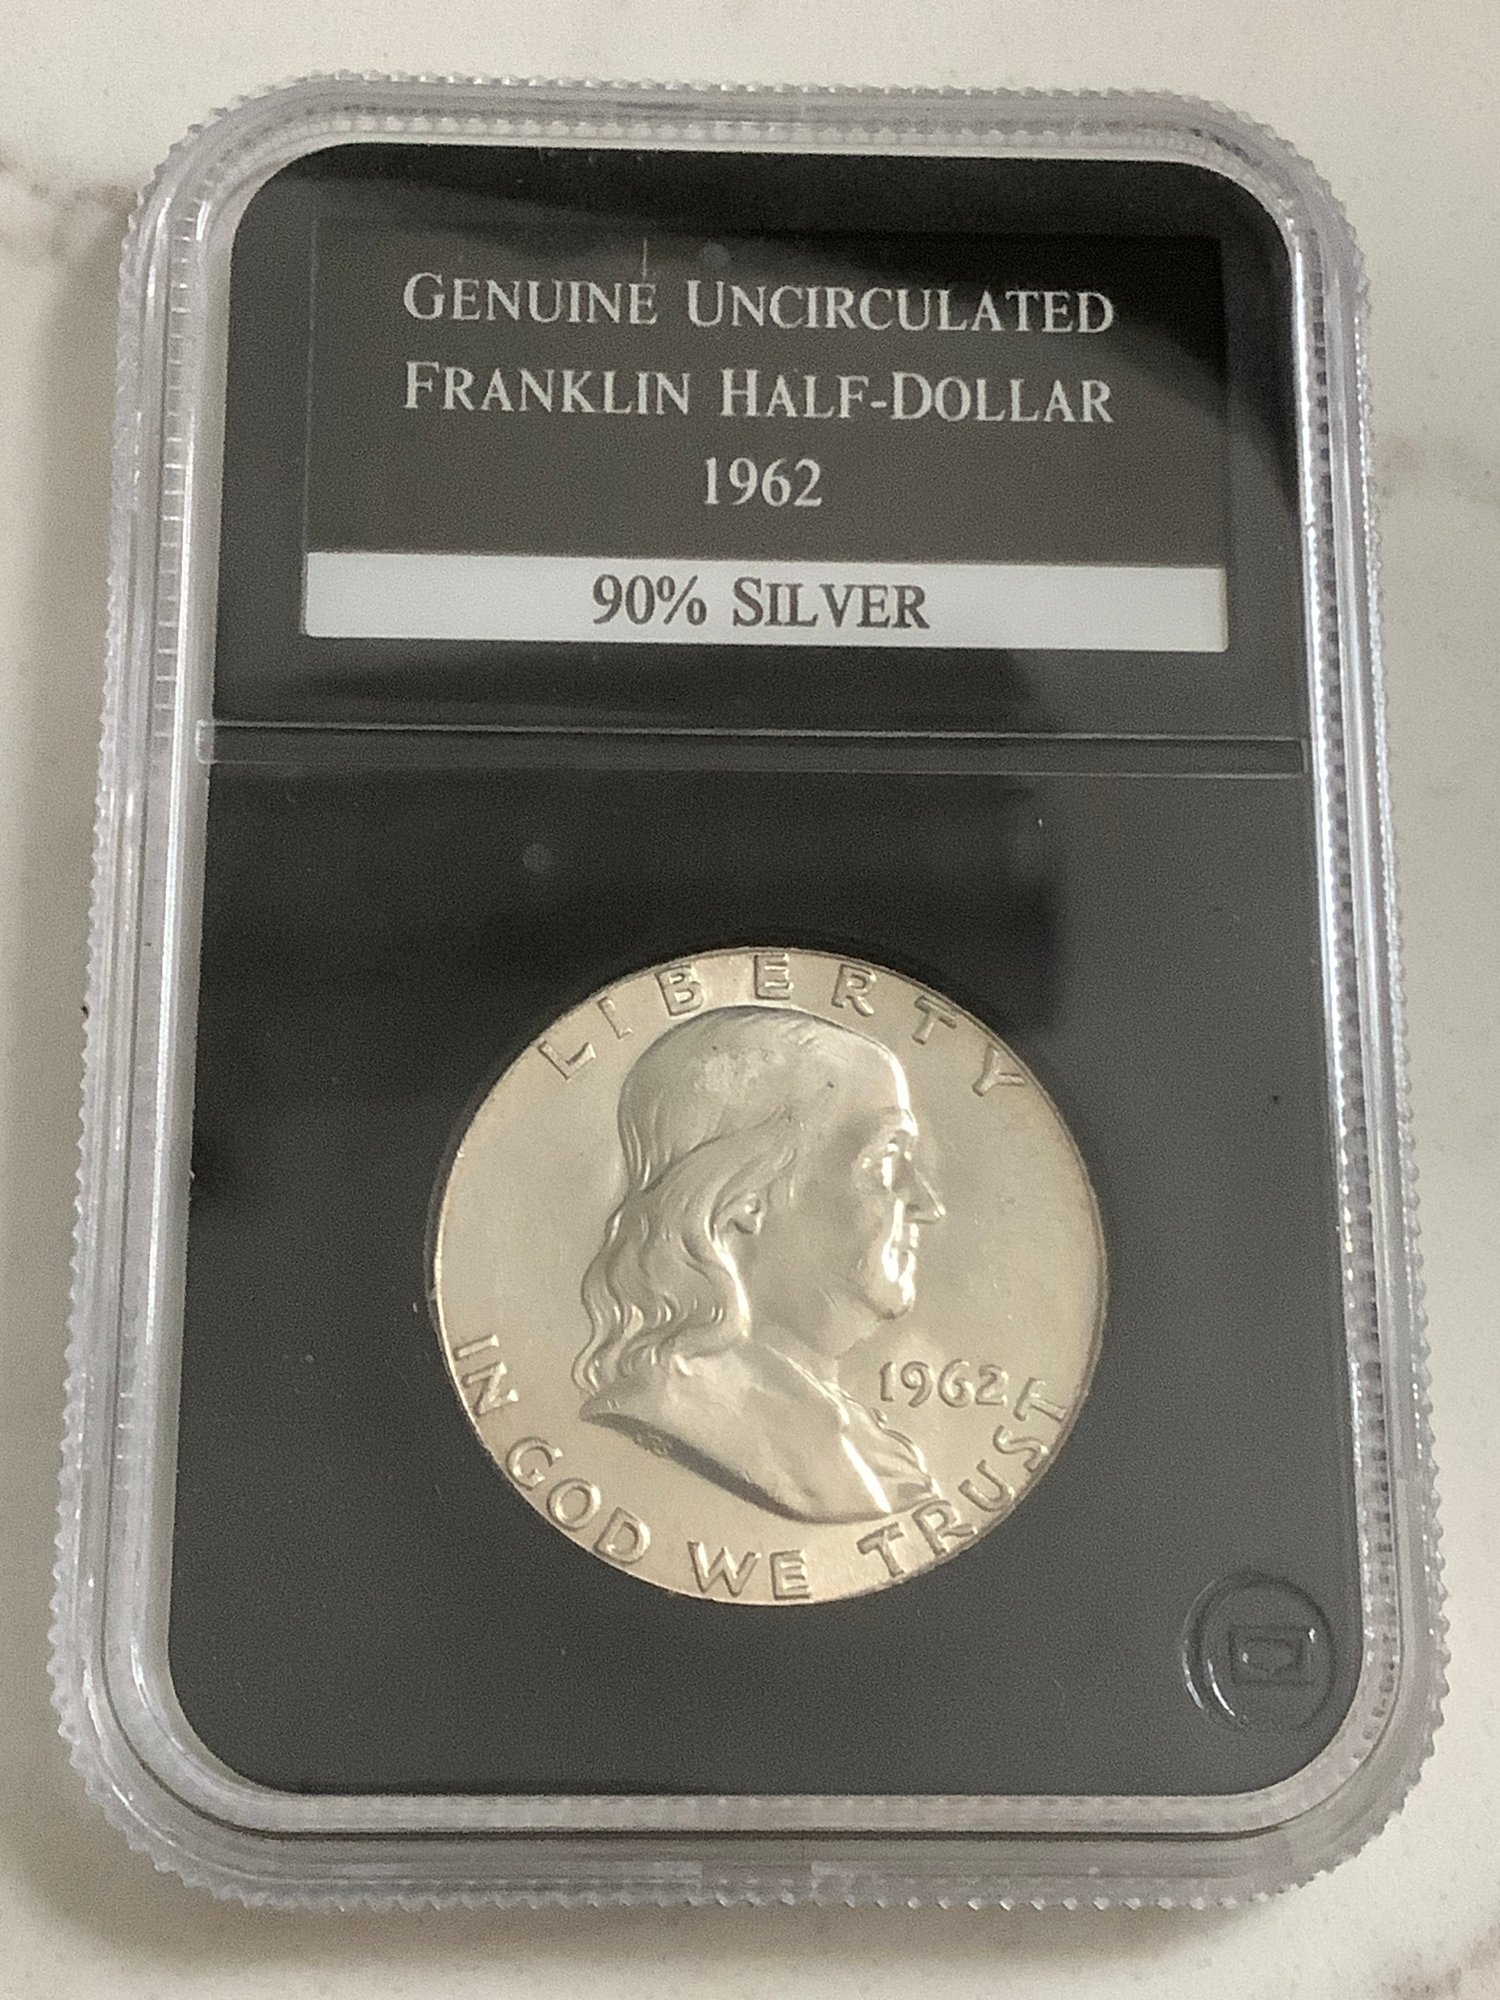 GENUINE UNCIRCULATED
FRANKLIN HALF-DOLLAR
1962
90% SILVER
LIBERTY
1962
IN GOD WE TRUST